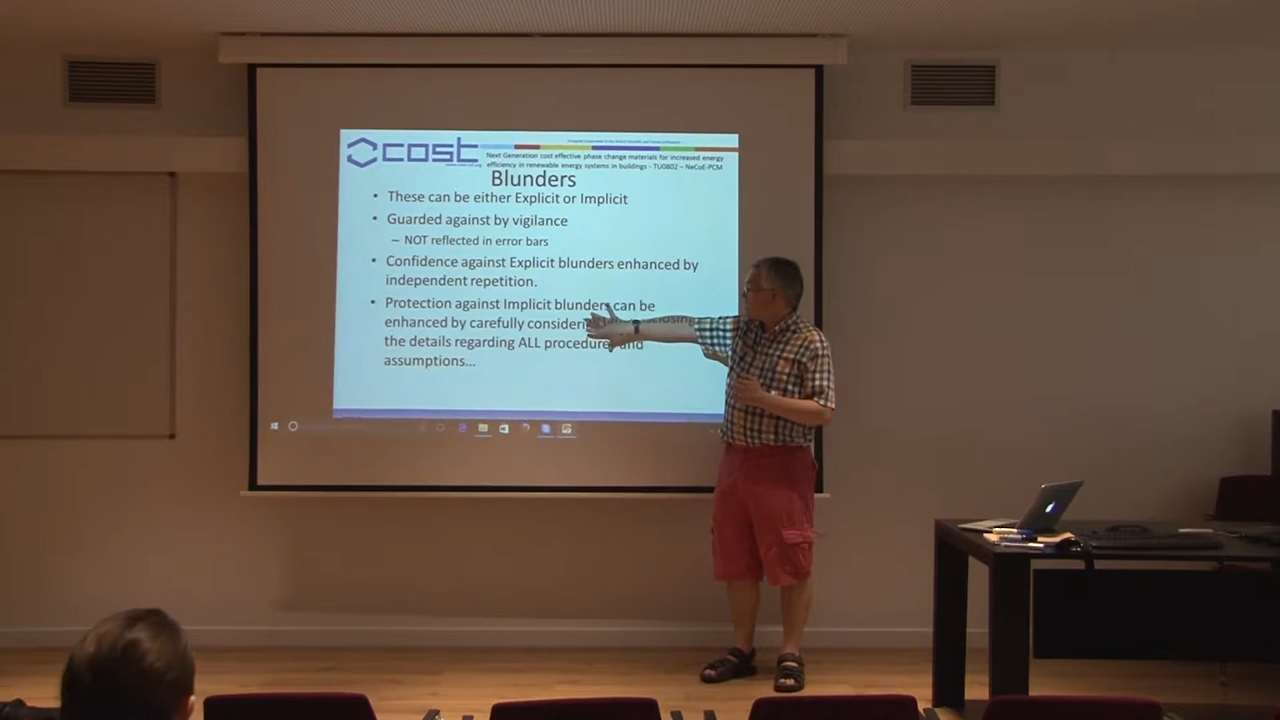 cost
Next Generation cost effective phase change materials for increased energy
efficiency in renewable energy systems in buildings - TU0802 – NeCoE-PCM
Blunders
• These can be either Explicit or Implicit
• Guarded against by vigilance
– NOT reflected in error bars
• Confidence against Explicit blunders enhanced by
independent repetition.
• Protection against Implicit blunders can be
enhanced by carefully
the details regarding ALL and
assumptions...